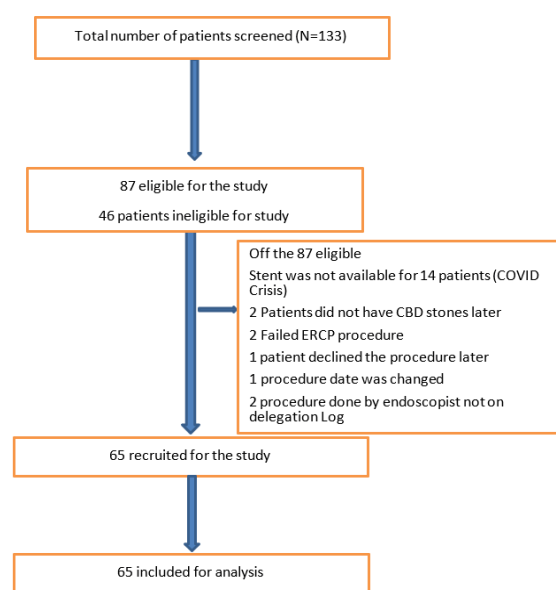 Total number of patients screened (N=133)
87 eligible for the study
46 patients ineligible for study
Off the 87 eligible
Stent was not available for 14 patients (COVID
Crisis)
2 Patients did not have CBD stones later
2 Failed ERCP procedure
1 patient declined the procedure later
1 procedure date was changed
2 procedure done by endoscopist not on
delegation Log
65 recruited for the study
65 included for analysis